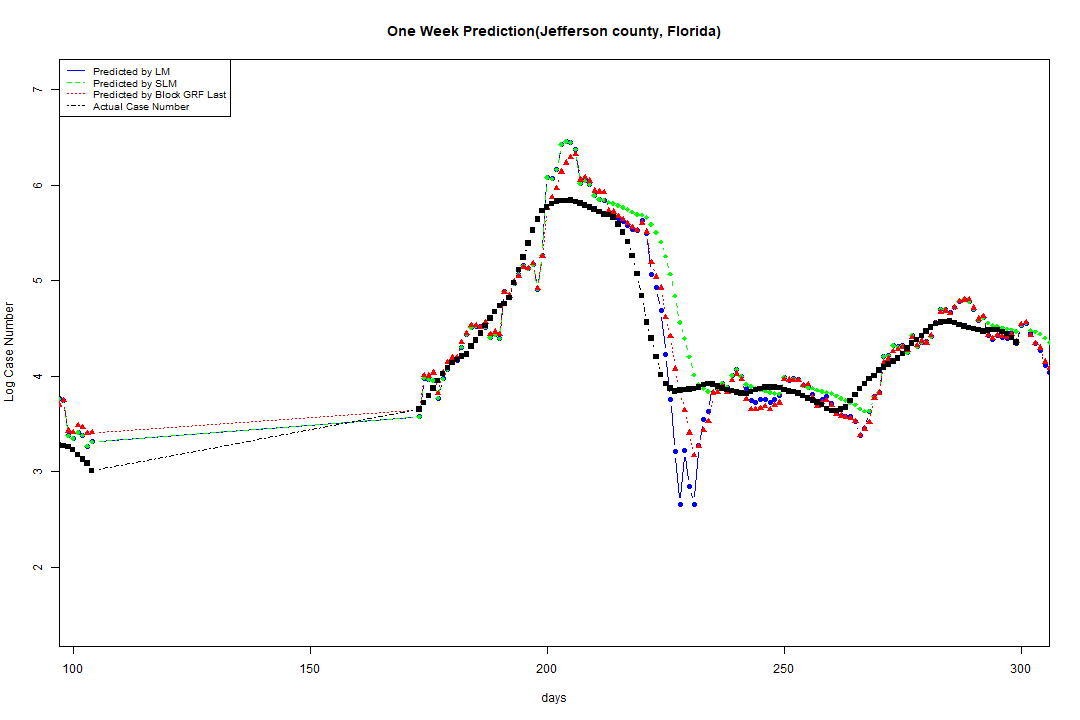 One Week Prediction(Jefferson county, Florida)
Predicted by LM
Predicted by SLM
Predicted by Block GRF Last
Actual Case Number
7
6
5
4
3
2
Log Case Number
100 150 200 250 300
days